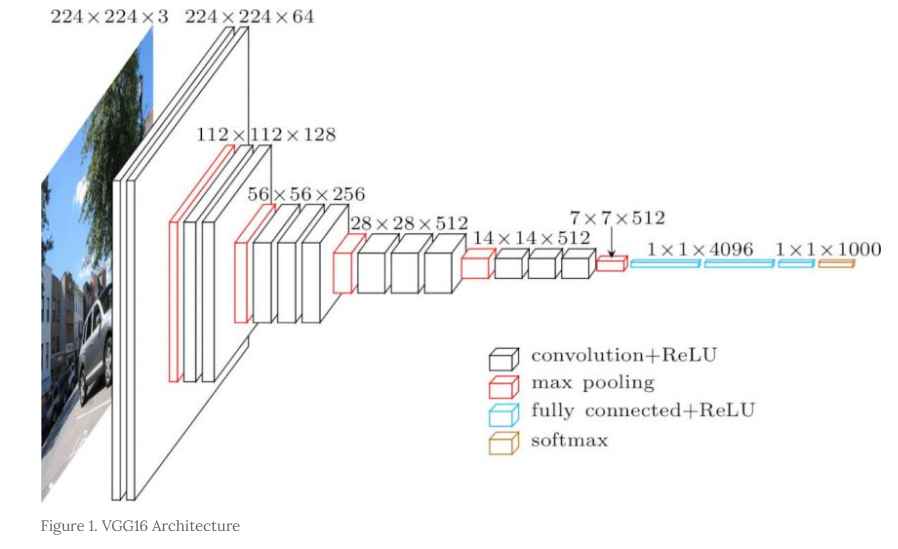 224×224×3 224×224×64
112×112×128
56×56×256
28×28×512
14×14×512
7×7×512
1×1×4096 1×1×1000
convolution+ReLU
max pooling
fully connected+ReLU
softmax
Figure 1. VGG16 Architecture